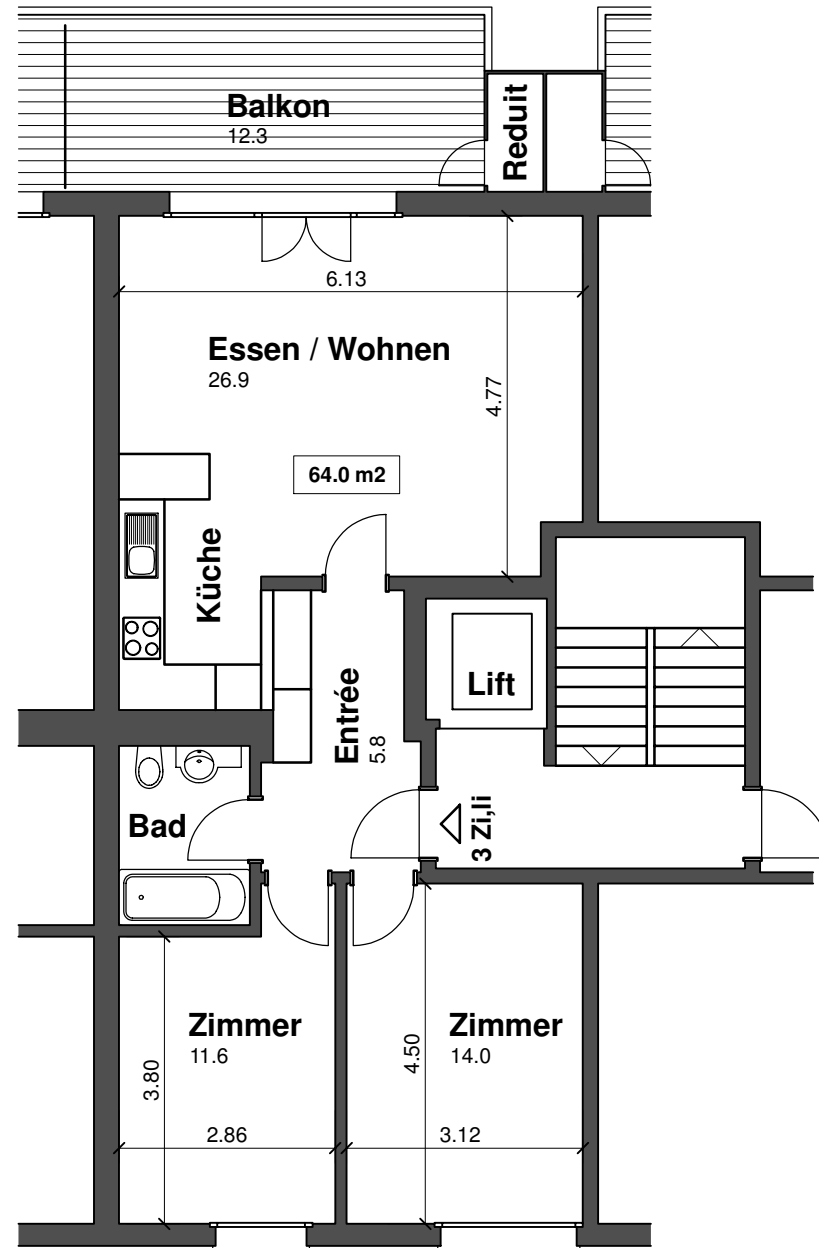 Balkon
12.3
Reduit
6.13
Essen / Wohnen
26.9
4.77
64.0 m2
Küche
Entrée
5.8
Lift
Bad
3 Zi,li
Zimmer
11.6
Zimmer
14.0
3.80
4.50
2.86
3.12